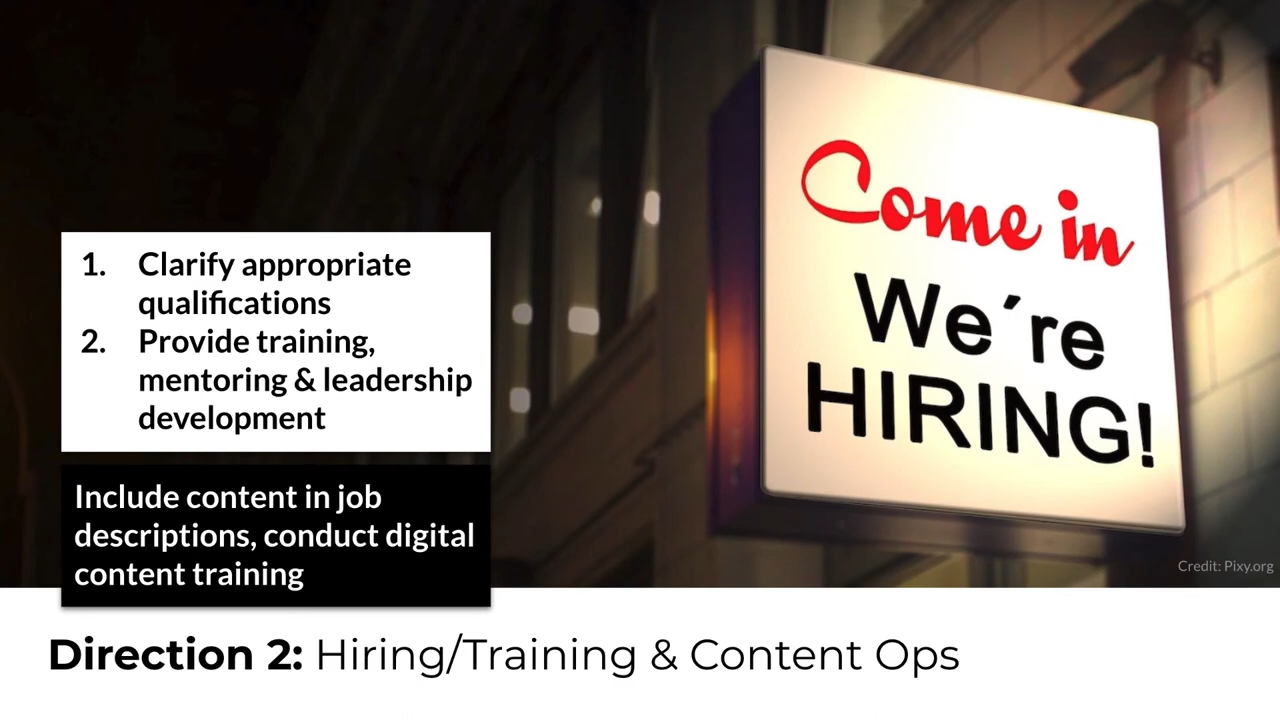 Come in
We´re
HIRING!
1. Clarify appropriate
qualifications
2. Provide training,
mentoring & leadership
development
Include content in job
descriptions, conduct digital
content training
Credit: Pixy.org
Direction 2: Hiring/Training & Content Ops